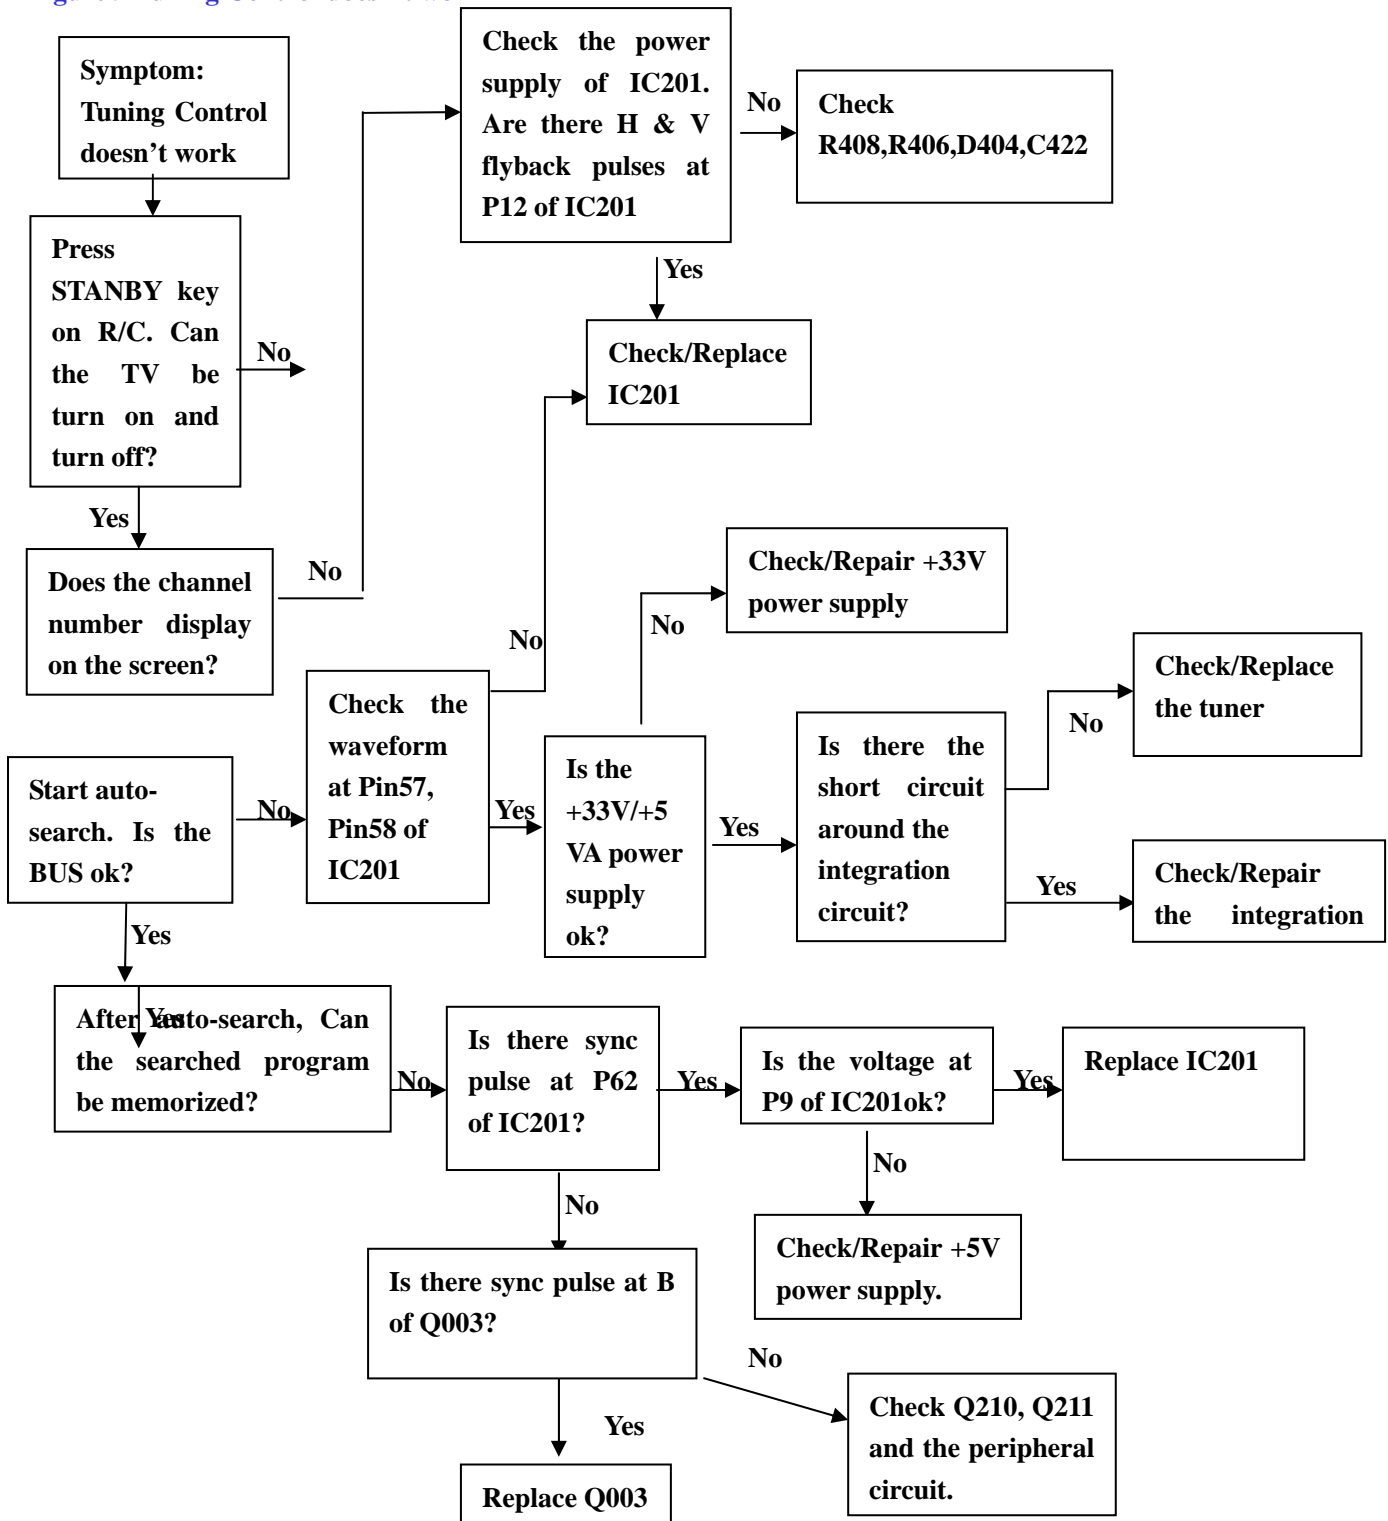 Symptom:
Tuning Control
doesn't work
Press
STANBY key
on R/C. Can
the TV be
turn on and
turn off?
No
Yes
Does the channel
number display
on the screen?
No
Check the power
supply of IC201.
Are there H & V
flyback pulses at
P12 of IC201
No
Check
R408,R406,D404,C422
Yes
Check/Replace
IC201
Start auto-
search. Is the
BUS ok?
No
Check the
waveform
at Pin57,
Pin58 of
IC201
No
Yes
Is the
+33V/+5
VA power
supply
ok?
No
Check/Repair +33V
power supply
Yes
Is there the
short circuit
around the
integration
circuit?
No
Check/Replace
the tuner
Yes
Check/Repair
the integration
Yes
After auto-search, Can
the searched program
be memorized?
Yes
No
Is there sync
pulse at P62
of IC201?
Yes
Is the voltage at
P9 of IC201ok?
Yes
Replace IC201
No
Check/Repair +5V
power supply.
No
Is there sync pulse at B
of Q003?
No
Check Q210, Q211
and the peripheral
circuit.
Yes
Replace Q003